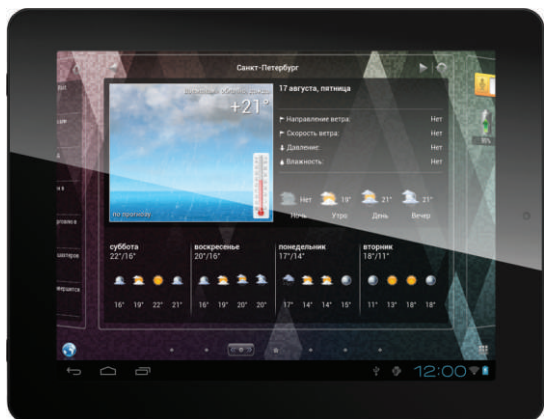 Санкт-Петербург
+21°
17 августа, пятница
Направление ветра: Нет
Скорость ветра: Нет
Давление: Нет
Влажность: Нет
по прогнозу
Нет 19° 21° 21°
Ночь Утро День Вечер
суббота воскресенье понедельник вторник
22°/16° 20°/16° 17°/14° 18°/11°
16° 19° 22° 21° 16° 19° 20° 20° 17° 14° 14° 15° 11° 13° 18° 18°
12:00